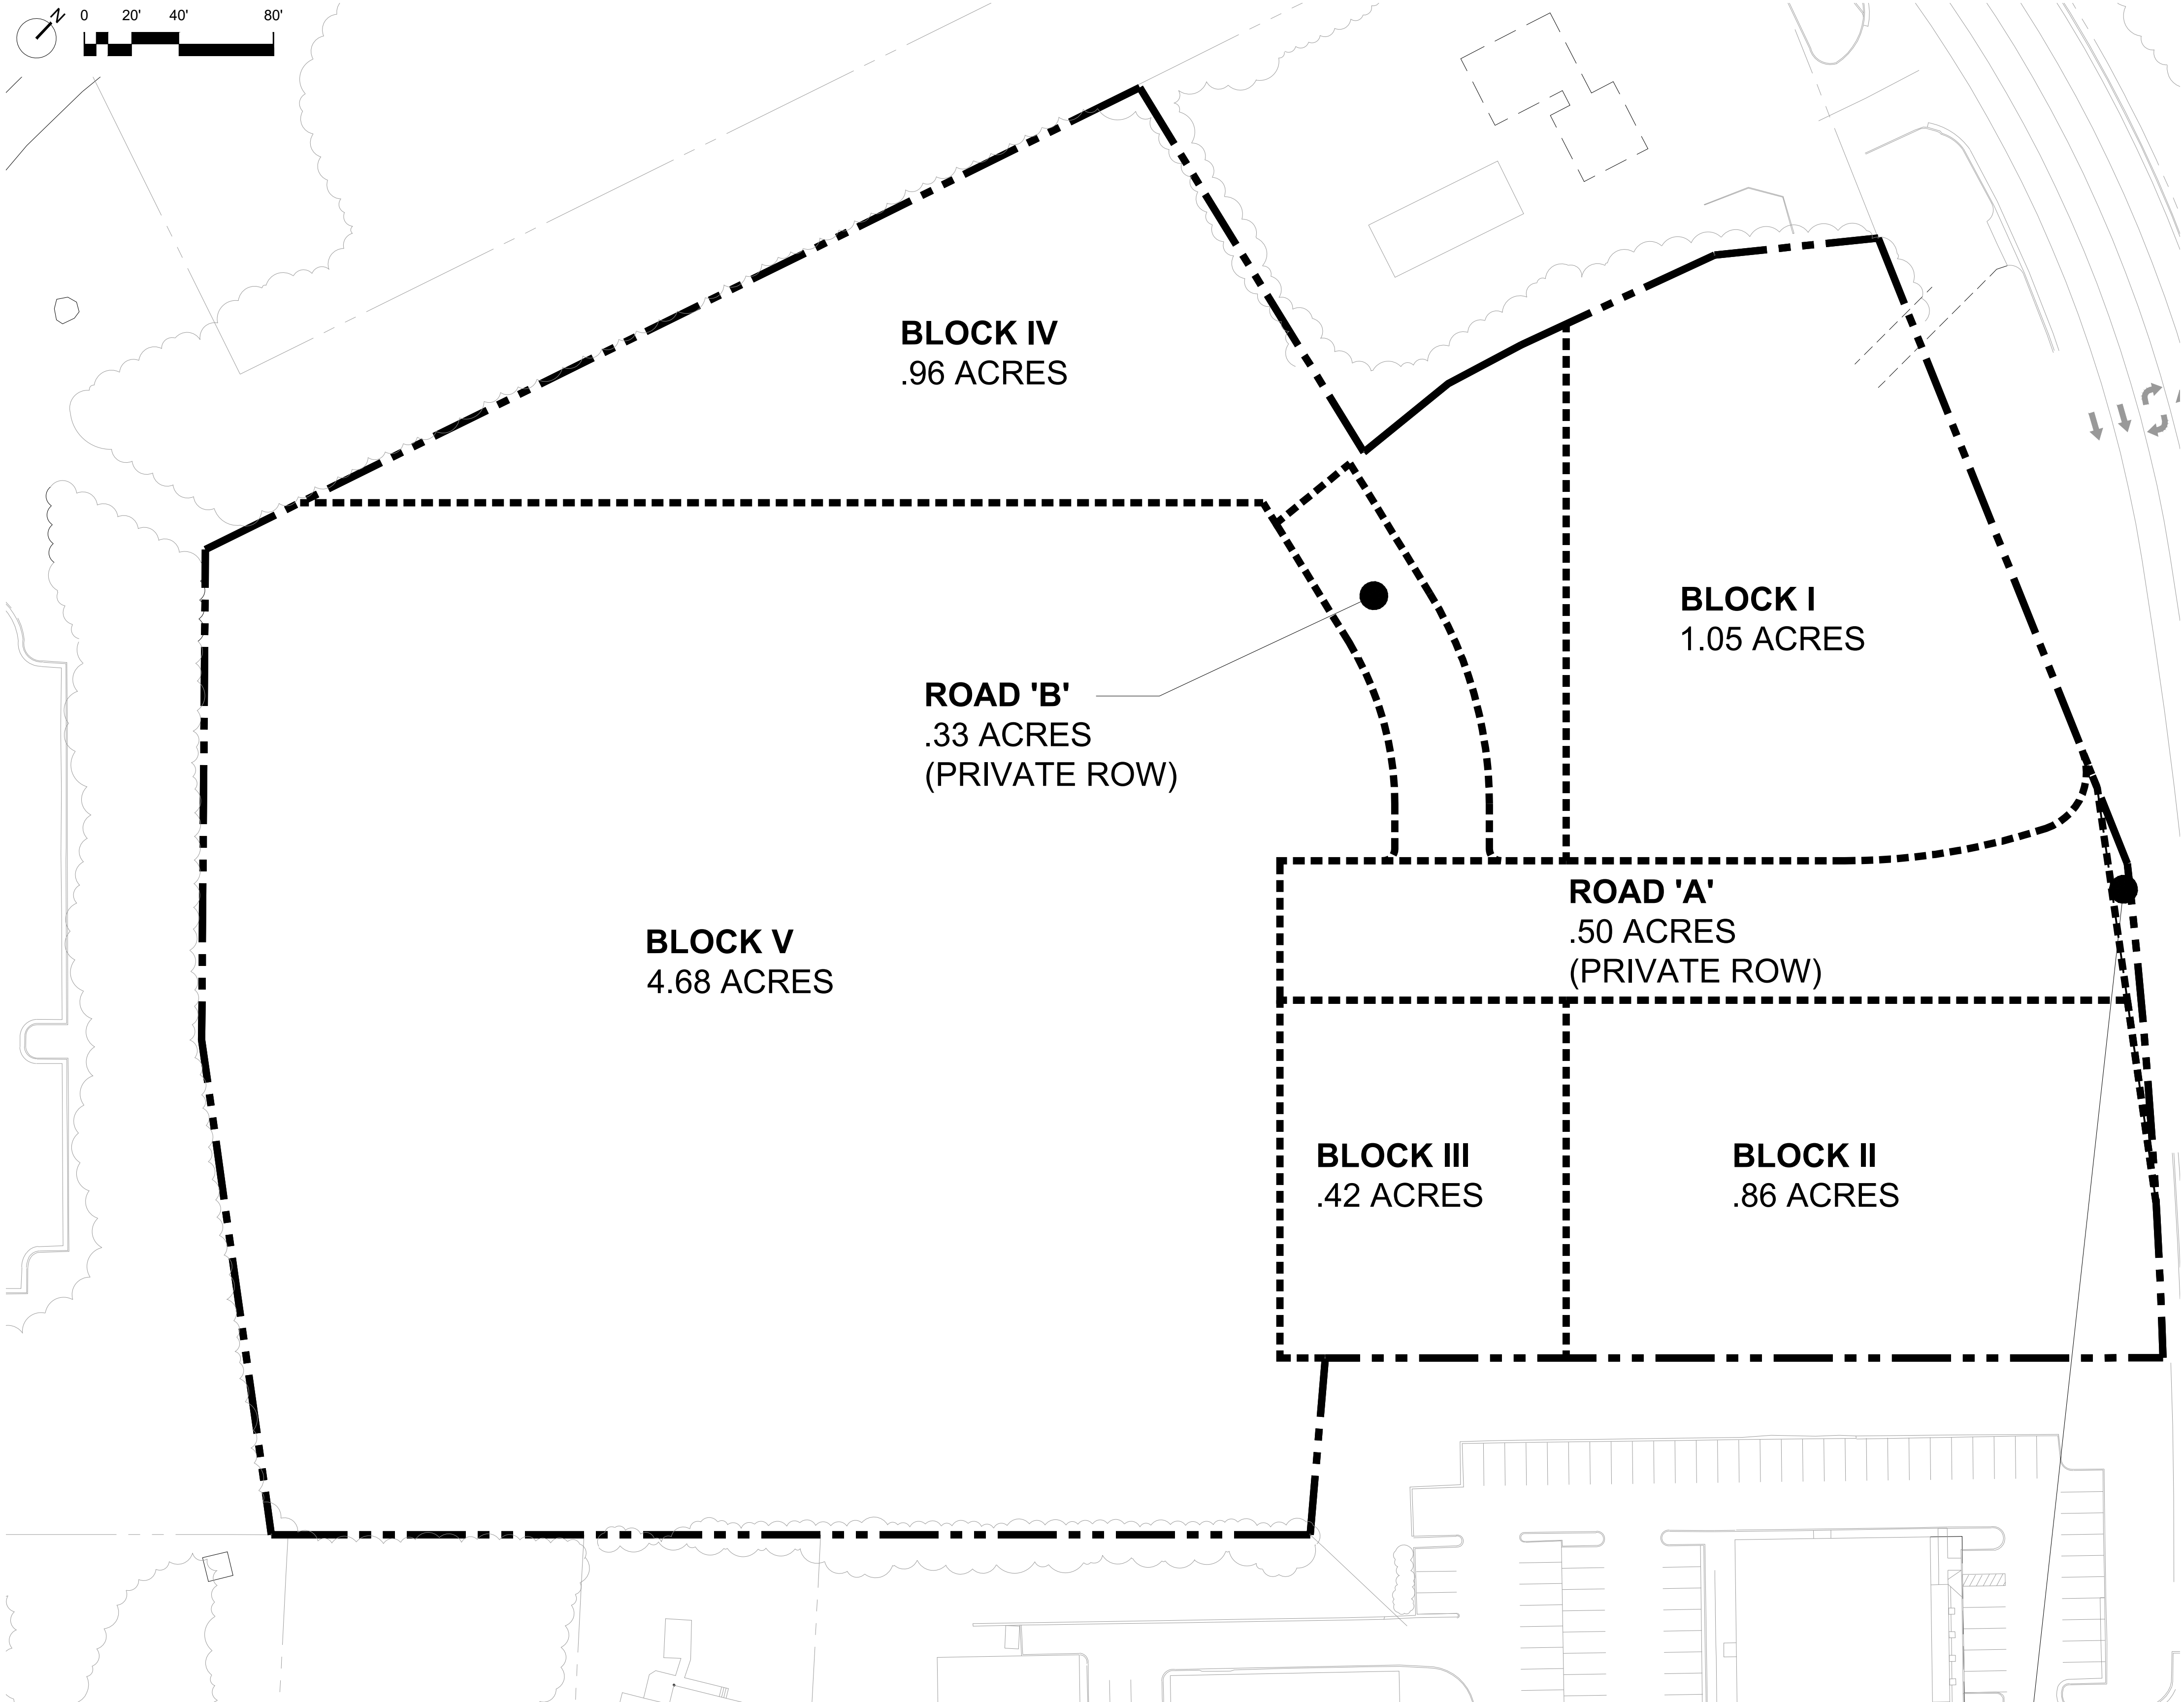 N
0 20' 40' 80'
BLOCK IV
.96 ACRES
BLOCK I
1.05 ACRES
ROAD 'B'
.33 ACRES
(PRIVATE ROW)
ROAD 'A'
.50 ACRES
(PRIVATE ROW)
BLOCK V
4.68 ACRES
BLOCK III
.42 ACRES
BLOCK II
.86 ACRES